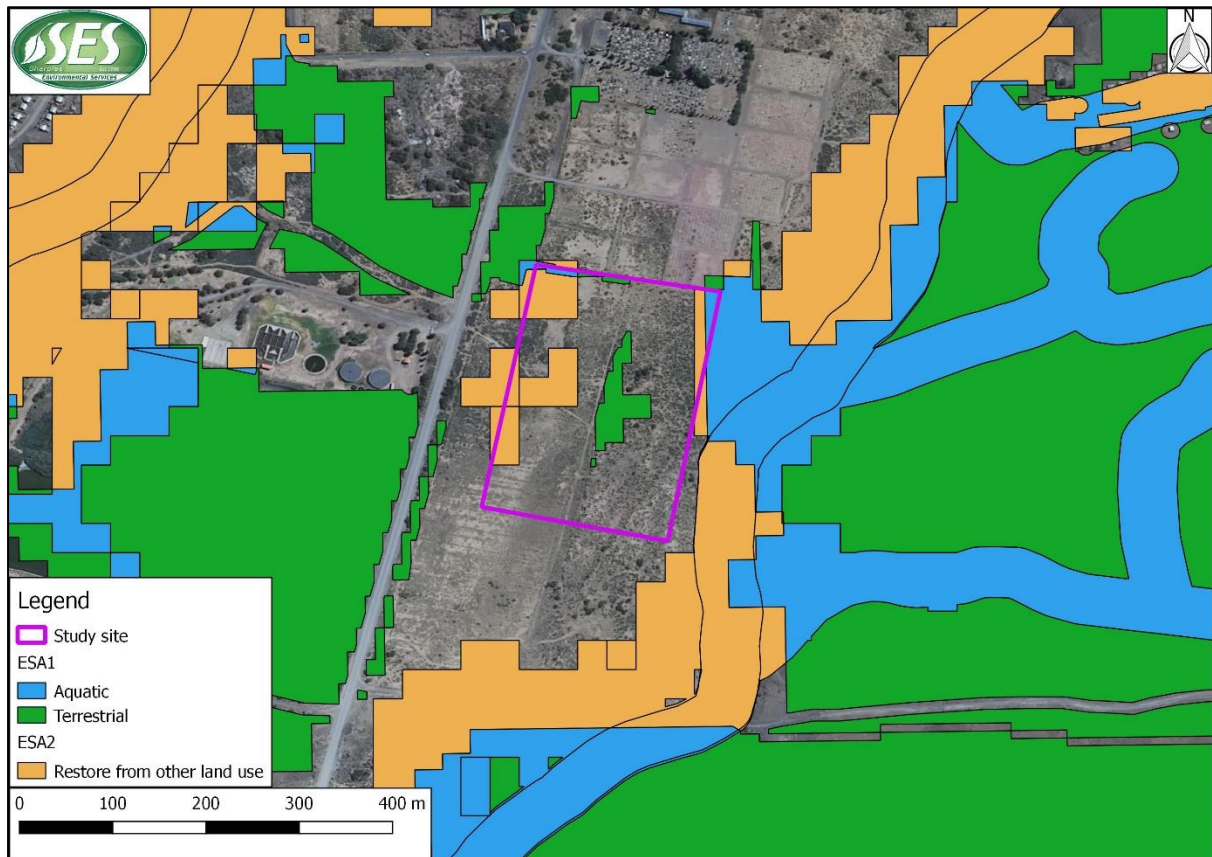 SES
Environmental Services
N
Legend
Study site
ESA1
Aquatic
Terrestrial
ESA2
Restore from other land use
0 100 200 300 400 m